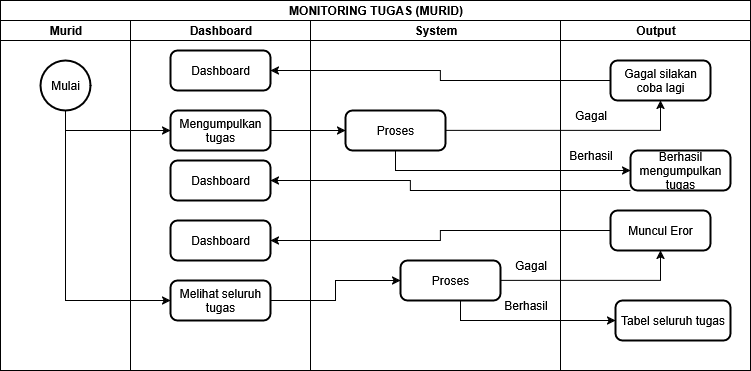 MONITORING TUGAS (MURID)
Murid
Dashboard
System
Output
Mulai
Dashboard
Gagal silakan
coba lagi
Gagal
Mengumpulkan
tugas
Proses
Berhasil
Berhasil
mengumpulkan
tugas
Dashboard
Dashboard
Muncul Eror
Gagal
Melihat seluruh
tugas
Proses
Berhasil
Tabel seluruh tugas